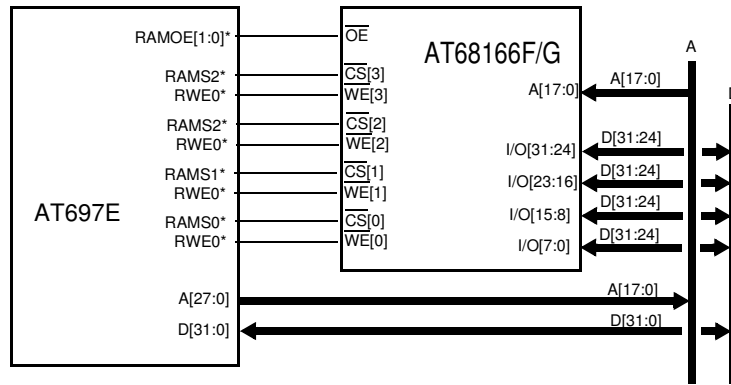 RAMOE[1:0]* OE AT68166F/G A
RAMS2* CS[3] A[17:0] A[17:0]
RWE0* WE[3]
RAMS2* CS[2]
RWE0* WE[2] I/O[31:24] D[31:24]
RAMS1* CS[1] I/O[23:16] D[31:24]
RWE0* WE[1]
AT697E
RAMS0* CS[0] I/O[15:8] D[31:24]
RWE0* WE[0] I/O[7:0] D[31:24]
A[27:0] A[17:0]
D[31:0] D[31:0]